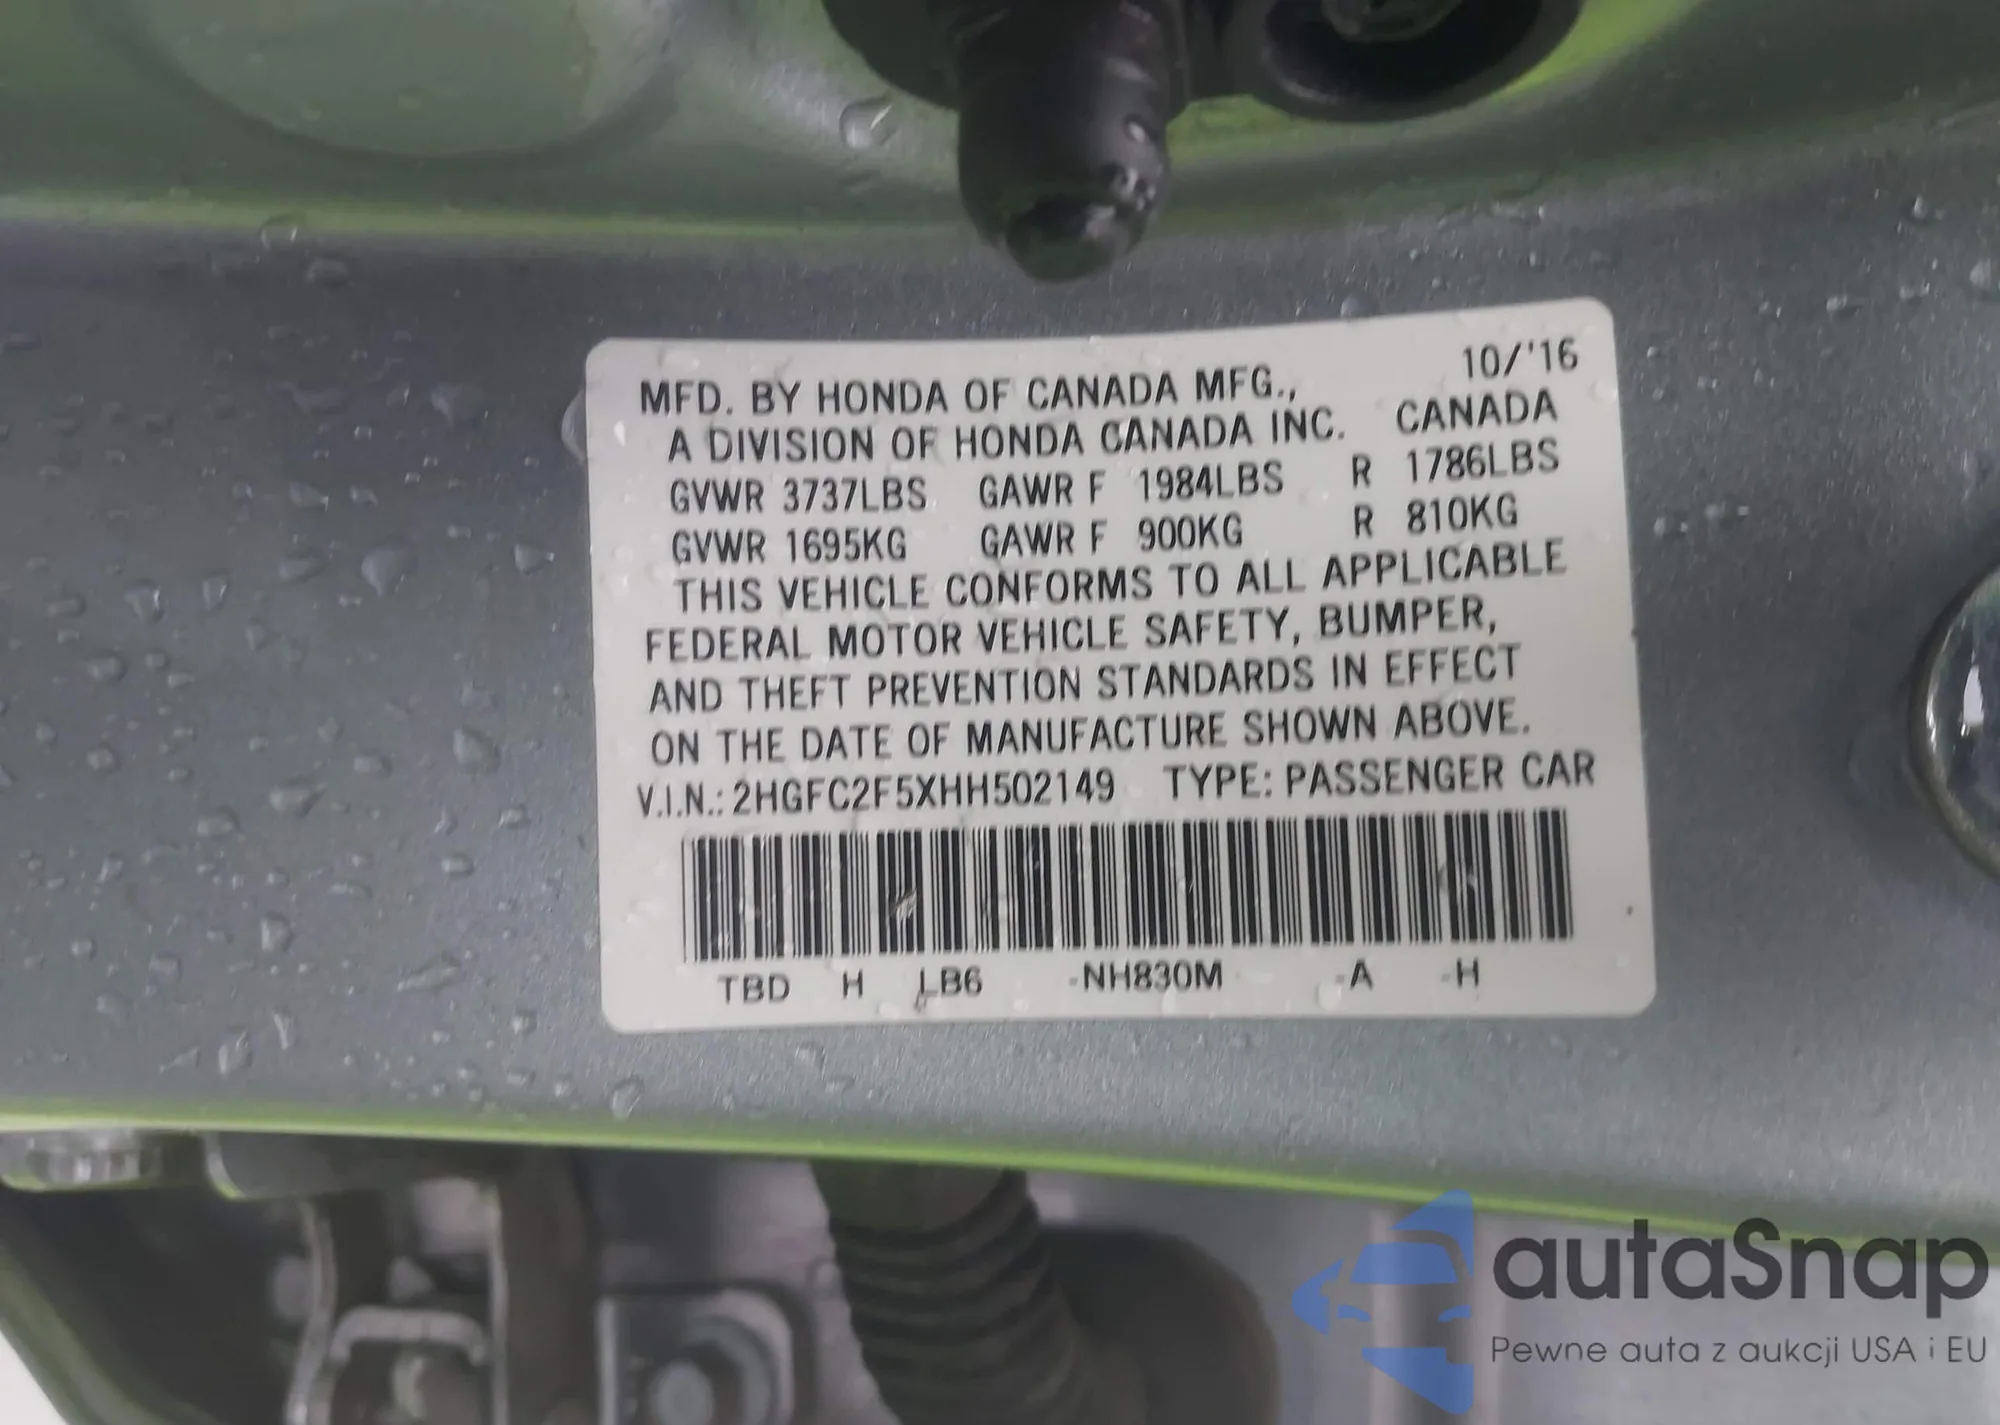 10/'16
MFD. BY HONDA OF CANADA MFG.,
A DIVISION OF HONDA CANADA INC. CANADA
GVWR 3737LBS GAWR F 1984LBS R 1786LBS
GVWR 1695KG GAWR F 900KG R 810KG
THIS VEHICLE CONFORMS TO ALL APPLICABLE
FEDERAL MOTOR VEHICLE SAFETY, BUMPER,
AND THEFT PREVENTION STANDARDS IN EFFECT
ON THE DATE OF MANUFACTURE SHOWN ABOVE.
V.I.N.: 2HGFC2F5XHH502149 TYPE: PASSENGER CAR
TBD H LB6 -NH830M -A -H
autaSnap
Pewne auta z aukcji USA i EU